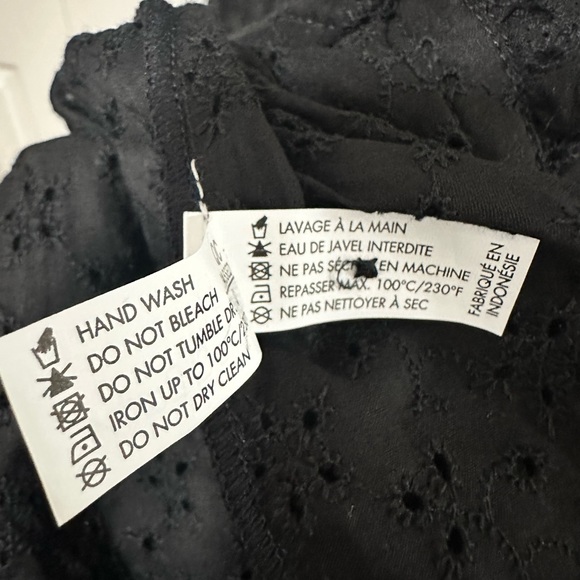 HAND WASH
DO NOT BLEACH
DO NOT TUMBLE
IRON UP TO 100°C/
DO NOT DRY CLEAN
LAVAGE À LA MAIN
EAU DE JAVEL INTERDITE
NE PAS EN MACHINE
REPASSER MAX. 100°C/230°F
NE PAS NETTOYER À SEC
FABRIQUÉ EN
INDONÉSIE